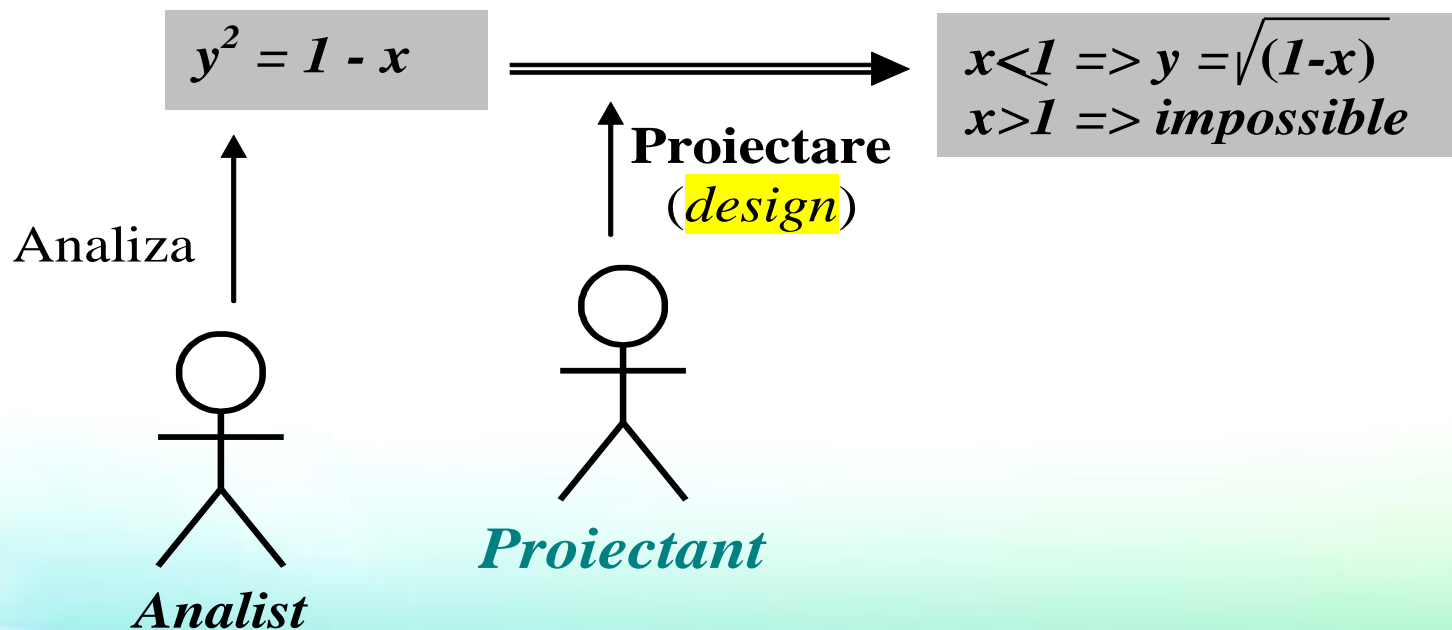 y² = 1 - x
x≤1 => y =√(1-x)
x>1 => impossible
Proiectare
(design)
Analiza
Proiectant
Analist